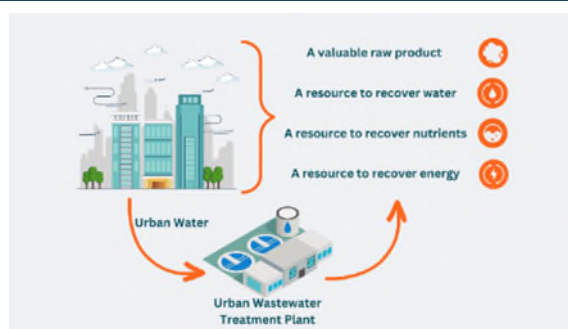 A valuable raw product
A resource to recover water
A resource to recover nutrients
A resource to recover energy
Urban Water
Urban Wastewater
Treatment Plant